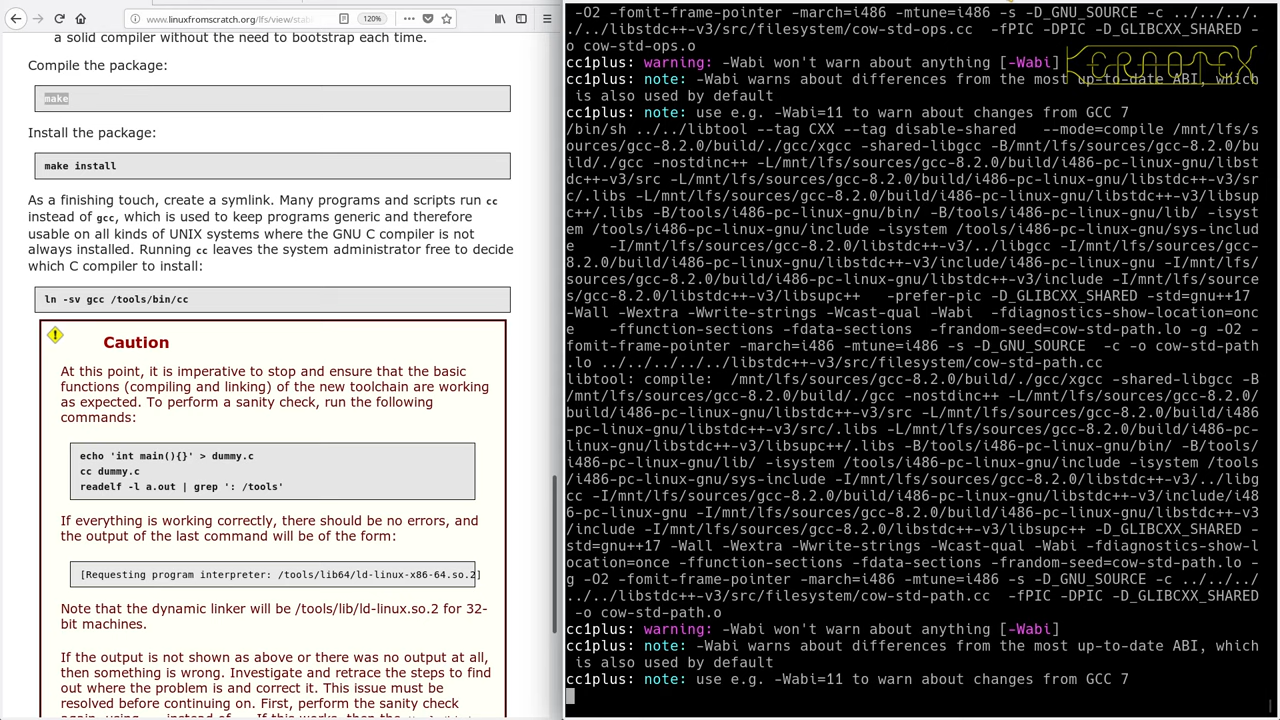 www.linuxfromscratch.org/lfs/view/stab
120%
a solid compiler without the need to bootstrap each time.
Compile the package:
make
Install the package:
make install
As a finishing touch, create a symlink. Many programs and scripts run cc
instead of gcc, which is used to keep programs generic and therefore
usable on all kinds of UNIX systems where the GNU C compiler is not
always installed. Running cc leaves the system administrator free to decide
which C compiler to install:
ln -sv gcc /tools/bin/cc
Caution
At this point, it is imperative to stop and ensure that the basic
functions (compiling and linking) of the new toolchain are working
as expected. To perform a sanity check, run the following
commands:
echo 'int main(){}' > dummy.c
cc dummy.c
readelf -l a.out | grep ': /tools'
If everything is working correctly, there should be no errors, and
the output of the last command will be of the form:
[Requesting program interpreter: /tools/lib64/ld-linux-x86-64.so.2]
Note that the dynamic linker will be /tools/lib/ld-linux.so.2 for 32-
bit machines.
If the output is not shown as above or there was no output at all,
then something is wrong. Investigate and retrace the steps to find
out where the problem is and correct it. This issue must be
resolved before continuing on. First, perform the sanity check
-O2 -fomit-frame-pointer -march=i486 -mtune=i486 -s -D_GNU_SOURCE -c ../../../.
./../libstdc++-v3/src/filesystem/cow-std-ops.cc  -fPIC -DPIC -D_GLIBCXX_SHARED -
o cow-std-ops.o
cc1plus: warning: -Wabi won't warn about anything [-Wabi]
cc1plus: note: -Wabi warns about differences from the most up-to-date ABI, which
is also used by default
cc1plus: note: use e.g. -Wabi=11 to warn about changes from GCC 7
/bin/sh ../../libtool --tag CXX --tag disable-shared   --mode=compile /mnt/lfs/s
ources/gcc-8.2.0/build/./gcc/xgcc -shared-libgcc -B/mnt/lfs/sources/gcc-8.2.0/bu
ild/./gcc -nostdinc++ -L/mnt/lfs/sources/gcc-8.2.0/build/i486-pc-linux-gnu/libst
dc++-v3/src -L/mnt/lfs/sources/gcc-8.2.0/build/i486-pc-linux-gnu/libstdc++-v3/sr
c/.libs -L/mnt/lfs/sources/gcc-8.2.0/build/i486-pc-linux-gnu/libstdc++-v3/libsup
c++/.libs -B/tools/i486-pc-linux-gnu/bin/ -B/tools/i486-pc-linux-gnu/lib/ -isyst
em /tools/i486-pc-linux-gnu/include -isystem /tools/i486-pc-linux-gnu/sys-includ
e    -I/mnt/lfs/sources/gcc-8.2.0/libstdc++-v3/../libgcc -I/mnt/lfs/sources/gcc-
8.2.0/build/i486-pc-linux-gnu/libstdc++-v3/include/i486-pc-linux-gnu -I/mnt/lfs/
sources/gcc-8.2.0/build/i486-pc-linux-gnu/libstdc++-v3/include -I/mnt/lfs/source
s/gcc-8.2.0/libstdc++-v3/libsupc++   -prefer-pic -D_GLIBCXX_SHARED -std=gnu++17
-Wall -Wextra -Wwrite-strings -Wcast-qual -Wabi  -fdiagnostics-show-location=onc
e    -ffunction-sections -fdata-sections  -frandom-seed=cow-std-path.lo -g -O2 -
fomit-frame-pointer -march=i486 -mtune=i486 -s -D_GNU_SOURCE  -c -o cow-std-path
.lo ../../../../../libstdc++-v3/src/filesystem/cow-std-path.cc
libtool: compile:  /mnt/lfs/sources/gcc-8.2.0/build/./gcc/xgcc -shared-libgcc -B
/mnt/lfs/sources/gcc-8.2.0/build/./gcc -nostdinc++ -L/mnt/lfs/sources/gcc-8.2.0/
build/i486-pc-linux-gnu/libstdc++-v3/src -L/mnt/lfs/sources/gcc-8.2.0/build/i486
-pc-linux-gnu/libstdc++-v3/src/.libs -L/mnt/lfs/sources/gcc-8.2.0/build/i486-pc-
linux-gnu/libstdc++-v3/libsupc++/.libs -B/tools/i486-pc-linux-gnu/bin/ -B/tools/
i486-pc-linux-gnu/lib/ -isystem /tools/i486-pc-linux-gnu/include -isystem /tools
/i486-pc-linux-gnu/sys-include -I/mnt/lfs/sources/gcc-8.2.0/libstdc++-v3/../libg
cc -I/mnt/lfs/sources/gcc-8.2.0/build/i486-pc-linux-gnu/libstdc++-v3/include/i48
6-pc-linux-gnu -I/mnt/lfs/sources/gcc-8.2.0/build/i486-pc-linux-gnu/libstdc++-v3
/include -I/mnt/lfs/sources/gcc-8.2.0/libstdc++-v3/libsupc++ -D_GLIBCXX_SHARED -
std=gnu++17 -Wall -Wextra -Wwrite-strings -Wcast-qual -Wabi -fdiagnostics-show-l
ocation=once -ffunction-sections -fdata-sections -frandom-seed=cow-std-path.lo -
g -O2 -fomit-frame-pointer -march=i486 -mtune=i486 -s -D_GNU_SOURCE -c ../../../
../../libstdc++-v3/src/filesystem/cow-std-path.cc  -fPIC -DPIC -D_GLIBCXX_SHARED
-o cow-std-path.o
cc1plus: warning: -Wabi won't warn about anything [-Wabi]
cc1plus: note: -Wabi warns about differences from the most up-to-date ABI, which
is also used by default
cc1plus: note: use e.g. -Wabi=11 to warn about changes from GCC 7